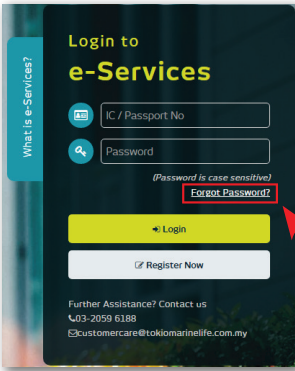 What is e-Services?
Login to
e-Services
IC / Passport No
Password
(Password is case sensitive)
Forgot Password?
Login
Register Now
Further Assistance? Contact us
03-2059 6188
customercare@tokiomarinelife.com.my